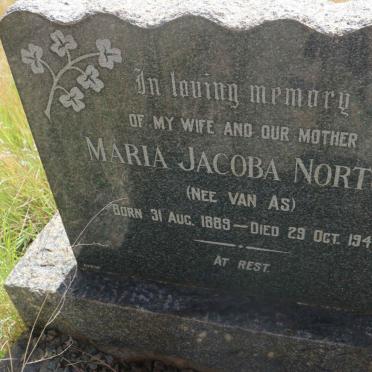 In loving memory
OF MY WIFE AND OUR MOTHER
MARIA JACOBA NORT
(NEE VAN AS)
BORN 31 AUG. 1889—DIED 29 OCT. 194
AT REST.